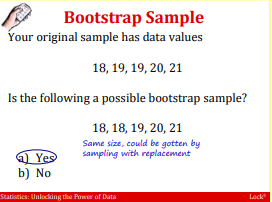 Bootstrap Sample
Your original sample has data values
18, 19, 19, 20, 21
Is the following a possible bootstrap sample?
18, 18, 19, 20, 21
Same size, could be gotten by
sampling with replacement
a) Yes
b) No
Statistics: Unlocking the Power of Data
Lock⁵